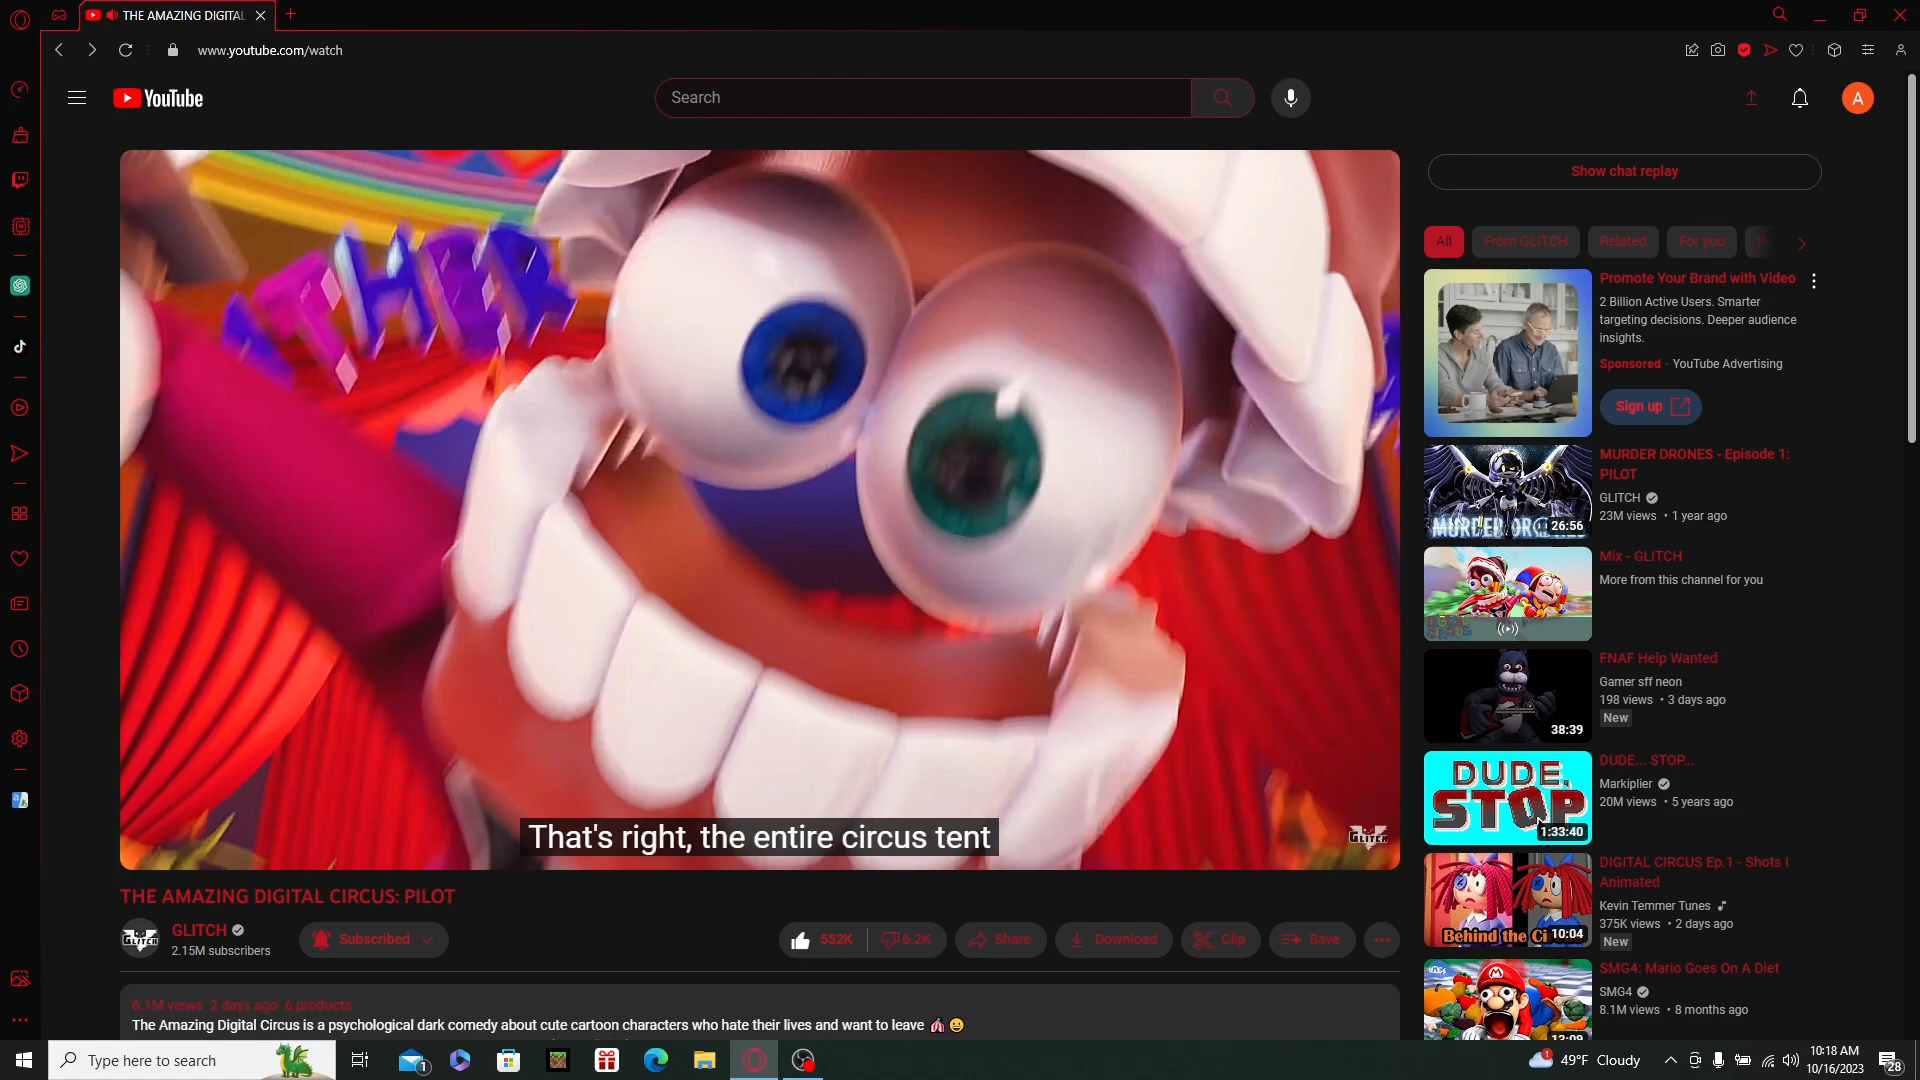 THE AMAZING DIGITAL
www.youtube.com/watch
YouTube
Search
A
THER
That's right, the entire circus tent
GLITCH
THE AMAZING DIGITAL CIRCUS: PILOT
GLITCH
GLITCH
2.15M subscribers
Subscribed
552K
6.2K
Share
Download
Clip
Save
6.1M views 2 days ago 6 products
The Amazing Digital Circus is a psychological dark comedy about cute cartoon characters who hate their lives and want to leave 🎪 😀
Show chat replay
All
From GLITCH
Related
For you
Promote Your Brand with Video
2 Billion Active Users. Smarter
targeting decisions. Deeper audience
insights.
Sponsored · YouTube Advertising
Sign up
MURDER DRONES - Episode 1:
PILOT
GLITCH
23M views • 1 year ago
26:56
Mix - GLITCH
More from this channel for you
FNAF Help Wanted
Gamer sff neon
198 views • 3 days ago
New
38:39
DUDE,
STOP
1:33:40
DUDE... STOP...
Markiplier
20M views • 5 years ago
Behind the Ci
10:04
DIGITAL CIRCUS Ep.1 - Shots I
Animated
Kevin Temmer Tunes
375K views • 2 days ago
New
SMG4: Mario Goes On A Diet
SMG4
8.1M views • 8 months ago
13:09
Type here to search
1
1
49°F Cloudy
10:18 AM
10/16/2023
28